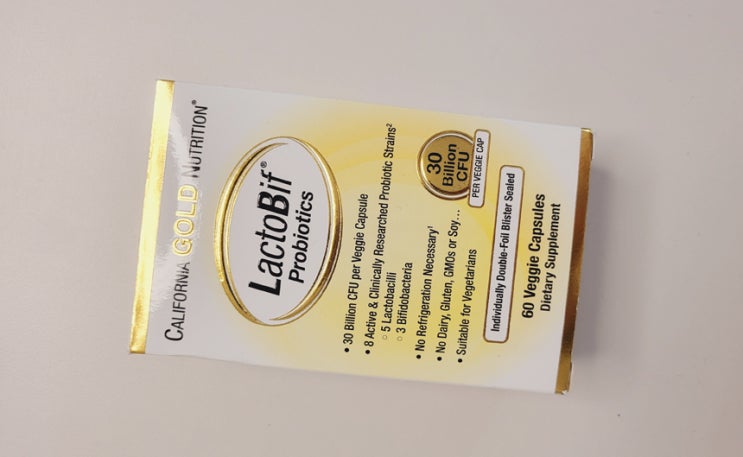 CALIFORNIA GOLD NUTRITION®
LactoBif®
Probiotics
• 30 Billion CFU per Veggie Capsule
• 8 Active & Clinically Researched Probiotic Strains²
○ 5 Lactobacilli
○ 3 Bifidobacteria
• No Refrigeration Necessary¹
• No Dairy, Gluten, GMOs or Soy...
• Suitable for Vegetarians
30
Billion
CFU
PER VEGGIE CAP
Individually Double-Foil Blister Sealed
60 Veggie Capsules
Dietary Supplement